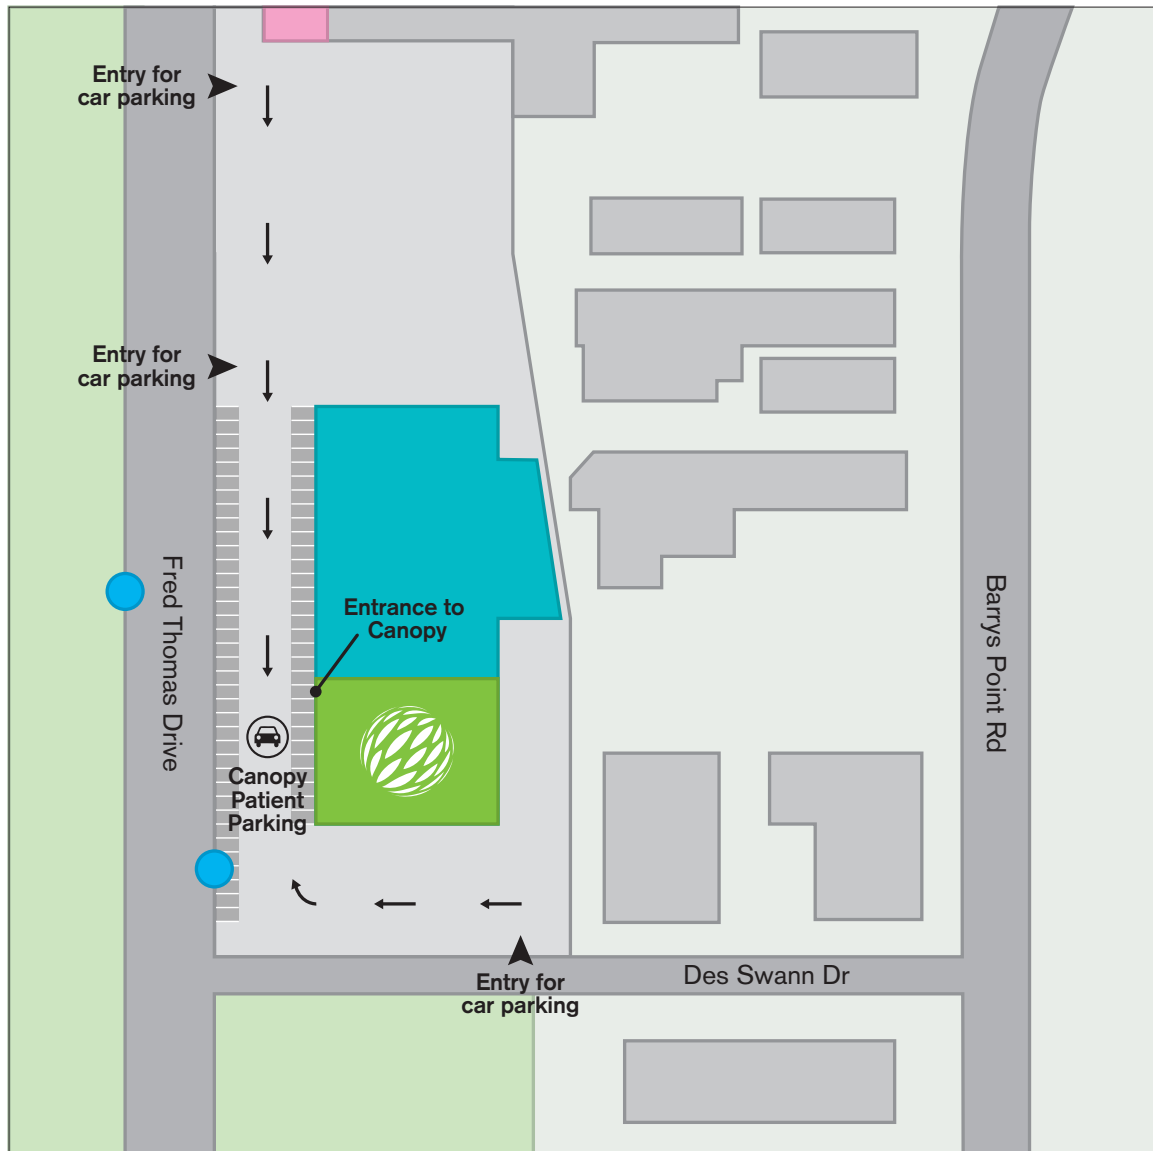 Entry for
car parking
Entry for
car parking
Fred Thomas Drive
Entrance to
Canopy
Barrys Point Rd
Canopy
Patient
Parking
Des Swann Dr
Entry for
car parking